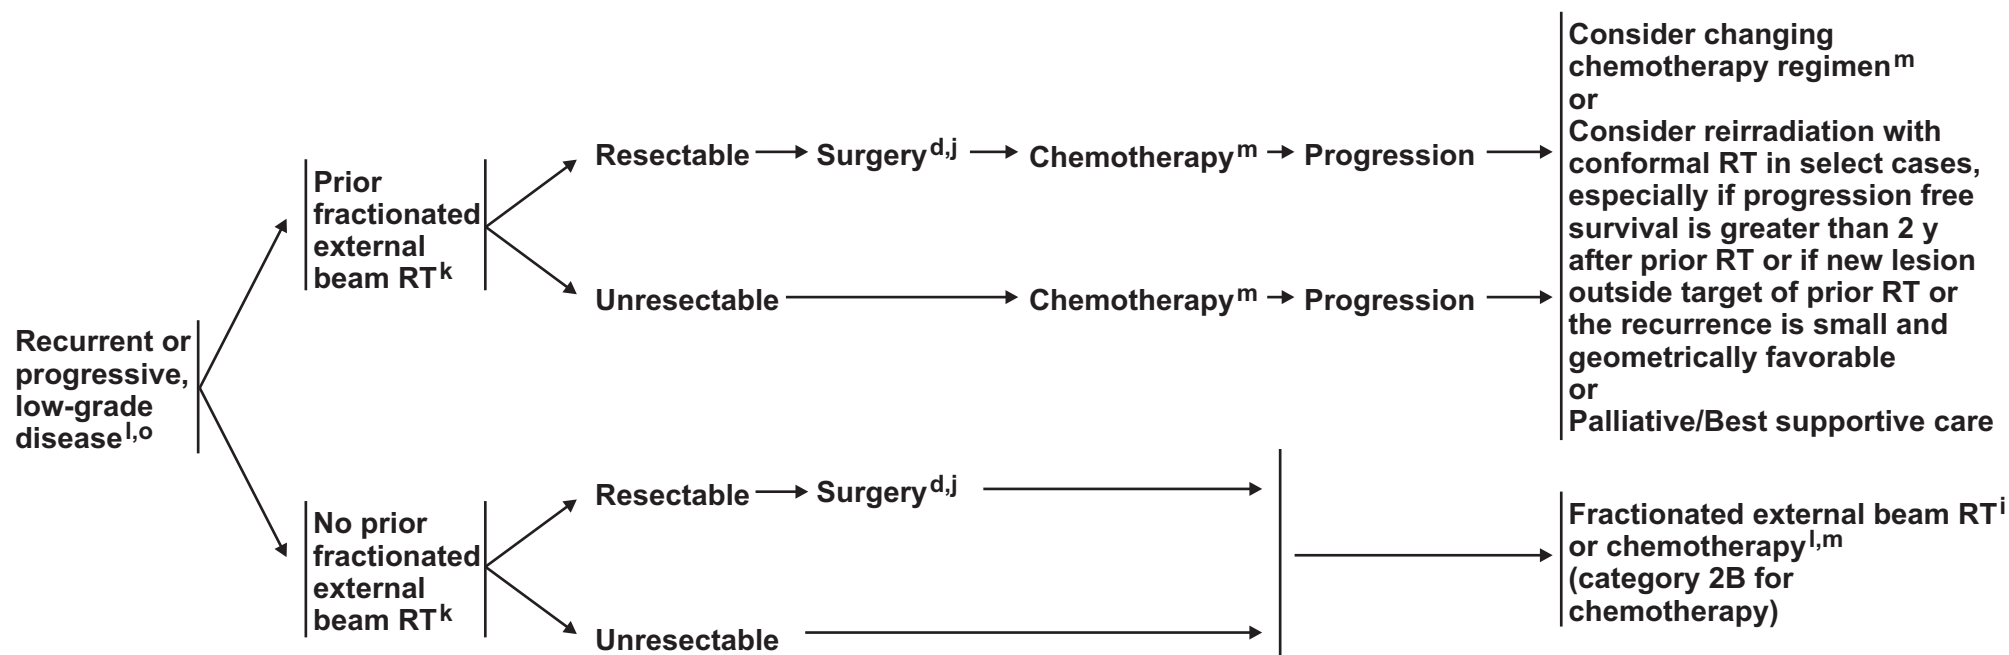 Recurrent or
progressive,
low-grade
disease l,o
Prior
fractionated
external
beam RT k
Resectable
Surgery d,j
Chemotherapy m
Progression
Unresectable
Chemotherapy m
Progression
Consider changing
chemotherapy regimen m
or
Consider reirradiation with
conformal RT in select cases,
especially if progression free
survival is greater than 2 y
after prior RT or if new lesion
outside target of prior RT or
the recurrence is small and
geometrically favorable
or
Palliative/Best supportive care
No prior
fractionated
external
beam RT k
Resectable
Surgery d,j
Unresectable
Fractionated external beam RT i
or chemotherapy l,m
(category 2B for
chemotherapy)